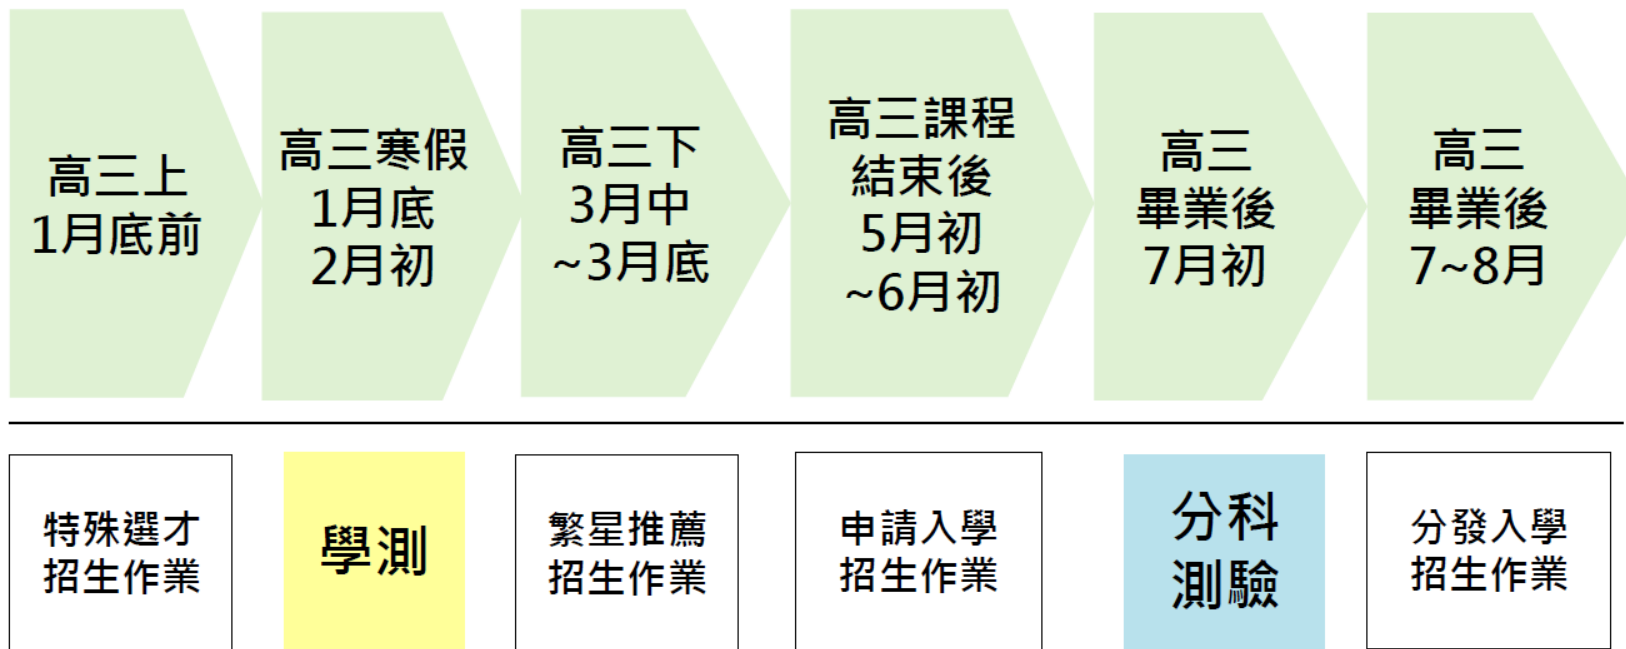 高三上
1月底前
高三寒假
1月底
2月初
高三下
3月中
~3月底
高三課程
結束後
5月初
~6月初
高三
畢業後
7月初
高三
畢業後
7~8月
特殊選才
招生作業
學測
繁星推薦
招生作業
申請入學
招生作業
分科
測驗
分發入學
招生作業